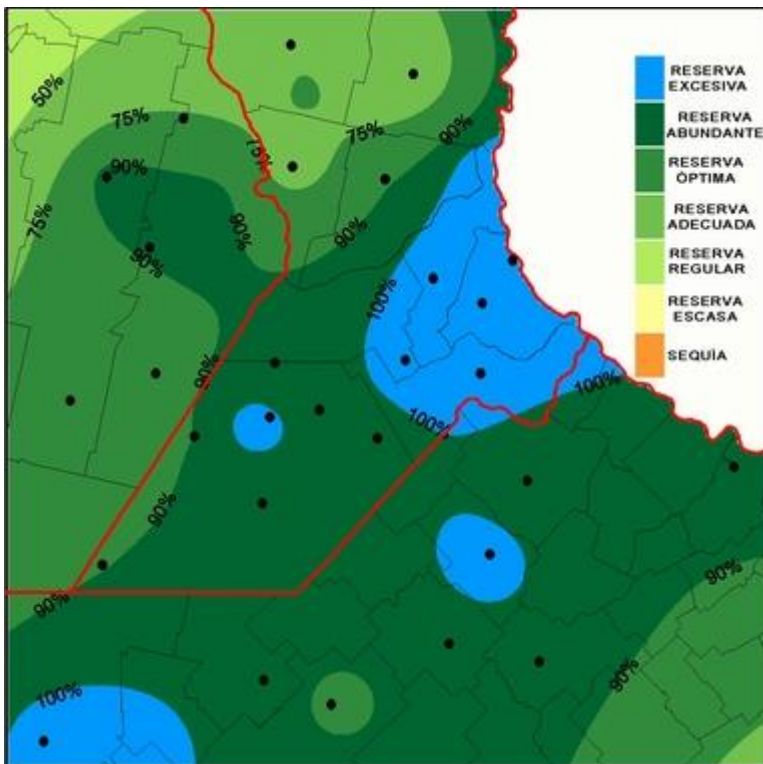 RESERVA
EXCESIVA
RESERVA
ABUNDANTE
RESERVA
ÓPTIMA
RESERVA
ADECUADA
RESERVA
REGULAR
RESERVA
ESCASA
SEQUÌA
50%
75%
75%
75%
90%
90%
75%
90%
90%
90%
100%
90%
100%
100%
90%
90%
90%
90%
100%